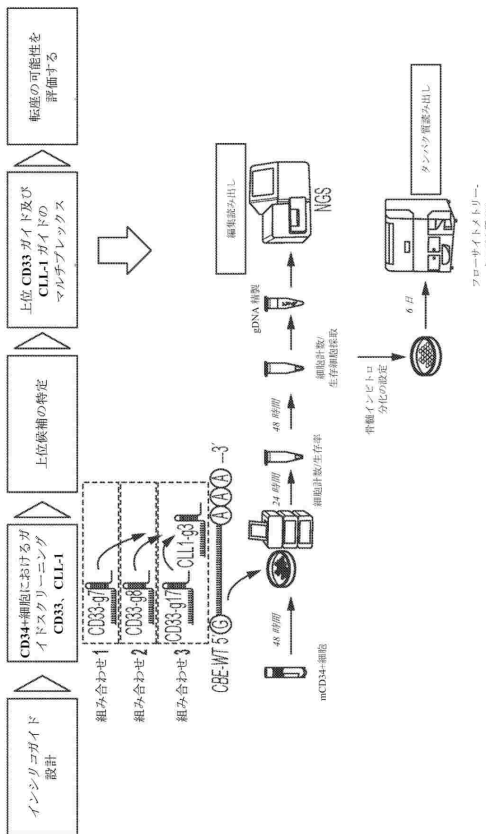 インシリコガイド
設計
CD34+細胞におけるガ
イドスクリーニング
CD33、CLL-1
上位候補の特定
上位 CD33 ガイド及び
CLL-1 ガイドの
マルチプレックス
転座の可能性を
評価する
組み合わせ 1
CD33-g7
組み合わせ 2
CD33-g8
組み合わせ 3
CD33-g17
CLL1-g3
CBE-WT 5' G A A A ---3'
mCD34+細胞
48 時間
24 時間
細胞計数/生存率
48 時間
細胞計数/
生存細胞採取
gDNA 精製
編集読み出し
NGS
骨髄インビトロ
分化の設定
6 日
タンパク質読み出し
フローサイトメトリー。